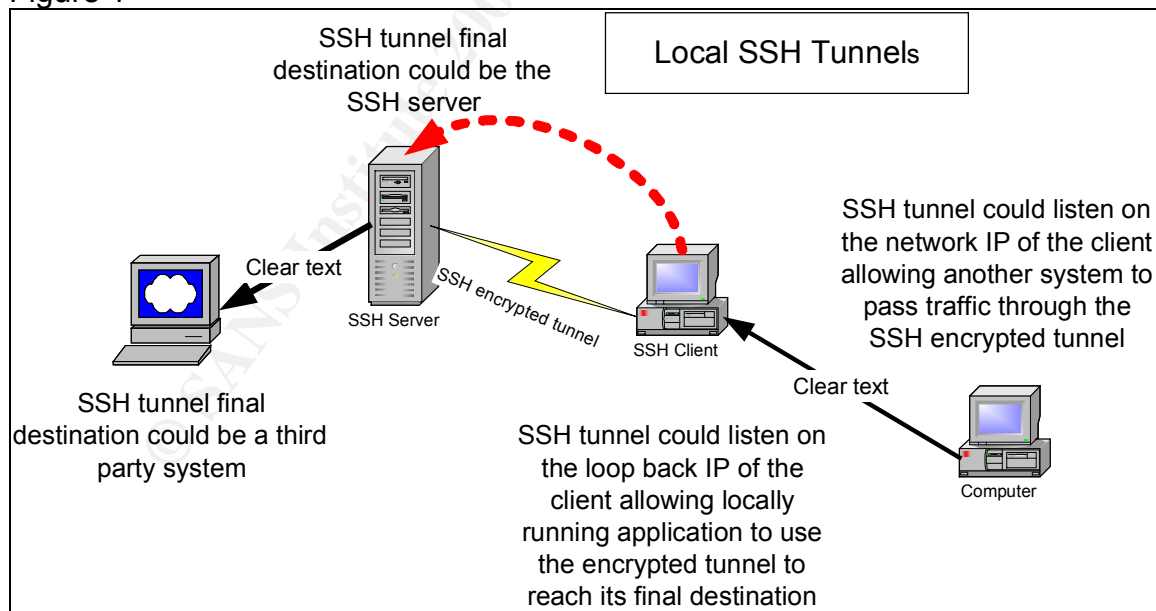 SSH tunnel final
destination could be the
SSH server
Local SSH Tunnels
SSH tunnel could listen on
the network IP of the client
allowing another system to
pass traffic through the
SSH encrypted tunnel
Clear text
SSH encrypted tunnel
SSH Server
SSH Client
Clear text
SSH tunnel final
destination could be a third
party system
SSH tunnel could listen on
the loop back IP of the
client allowing locally
running application to use
the encrypted tunnel to
reach its final destination
Computer
© SANS Institute 200